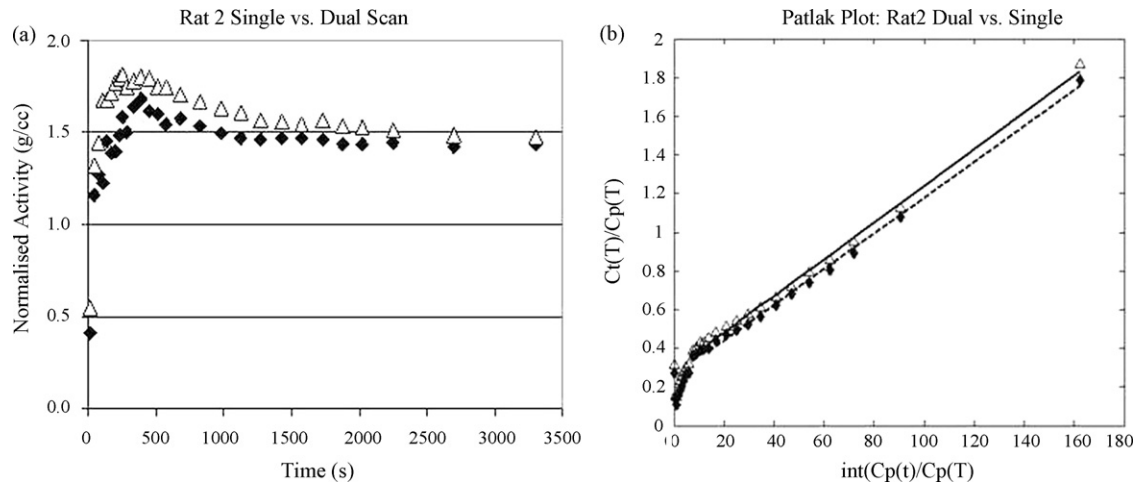 Rat 2 Single vs. Dual Scan
(a)
2.0
1.5
1.0
0.5
0.0
Normalised Activity (g/cc)
0 500 1000 1500 2000 2500 3000 3500
Time (s)
Patlak Plot: Rat2 Dual vs. Single
(b)
2
1.8
1.6
1.4
1.2
1
0.8
0.6
0.4
0.2
0
Ct(T)/Cp(T)
0 20 40 60 80 100 120 140 160 180
int(Cp(t)/Cp(T)